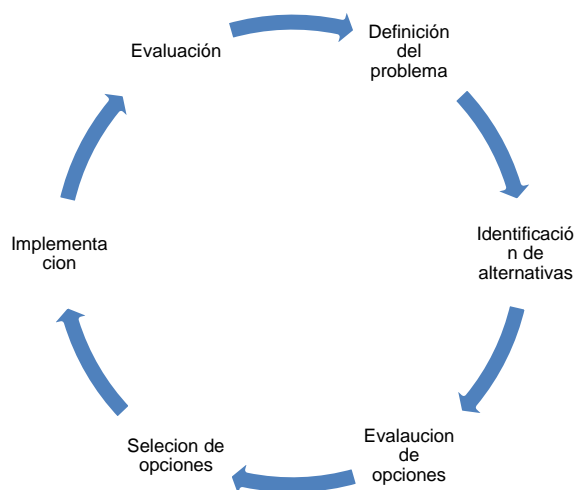 Evaluación
Definición
del
problema
Identificació
n de
alternativas
Evalaucion
de
opciones
Selecion de
opciones
Implementa
cion